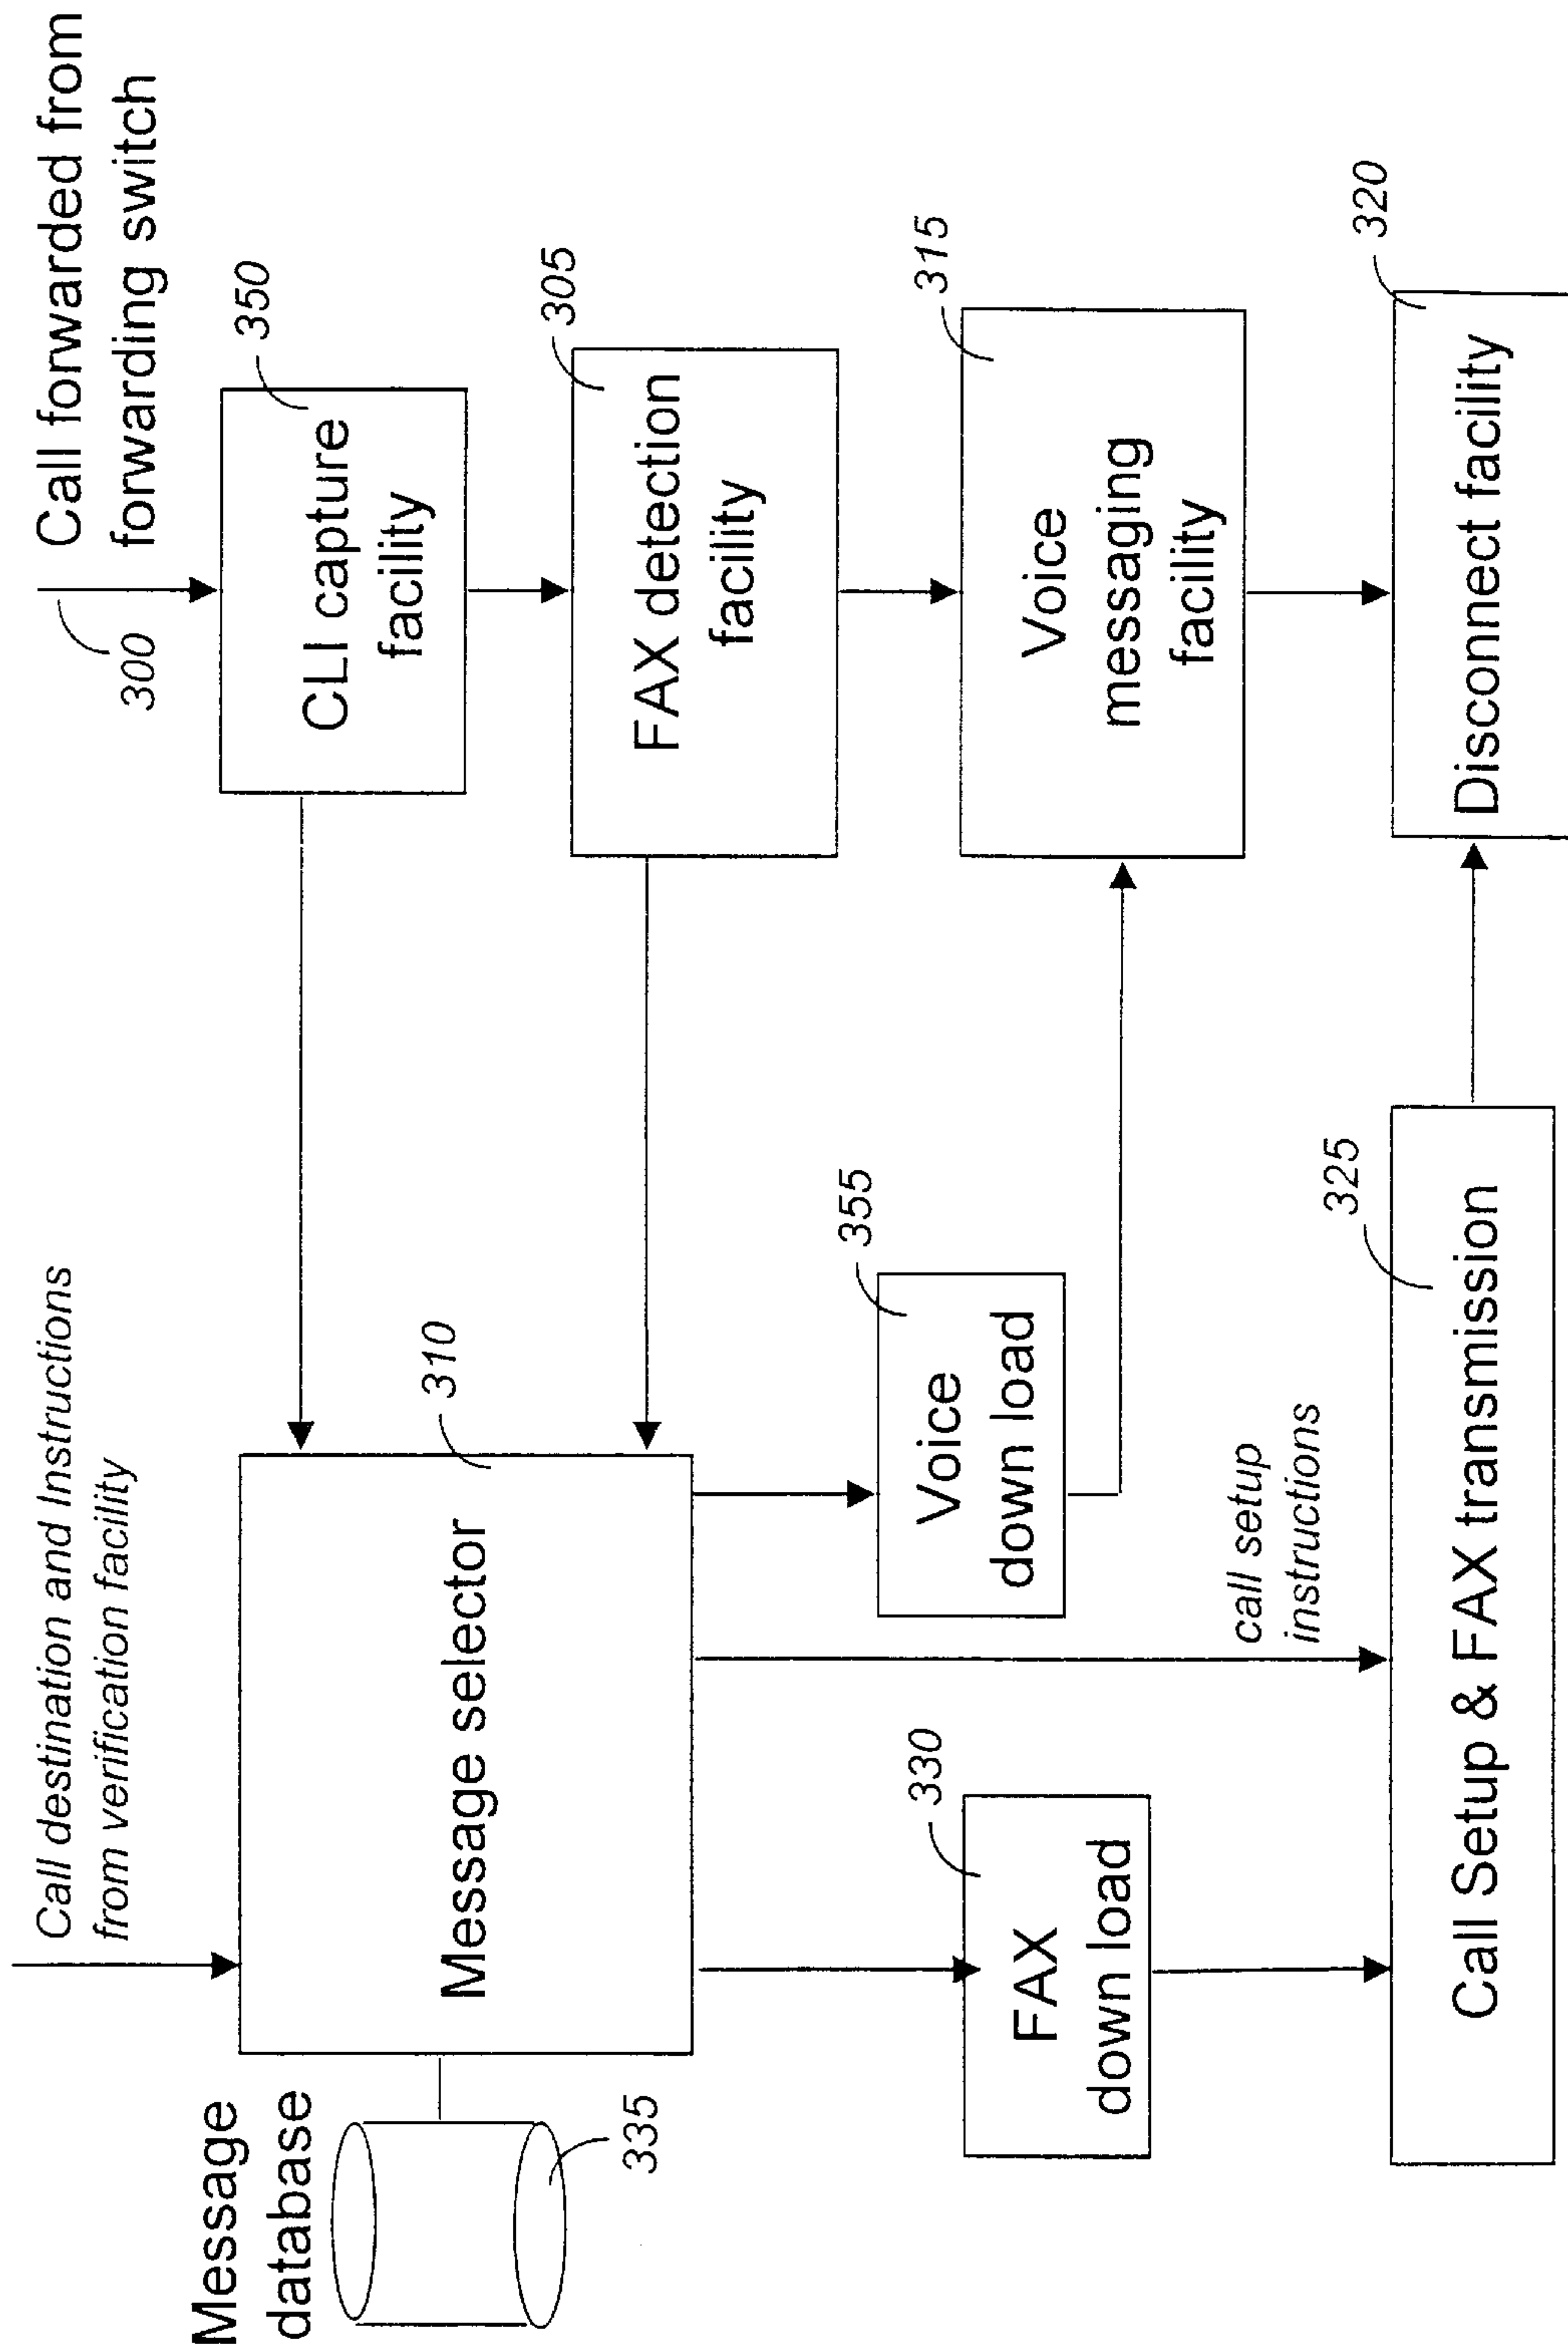 Call destination and Instructions
from verification facility
Call forwarded from
forwarding switch
300
Message
database
335
Message selector
310
CLI capture
facility
350
FAX detection
facility
305
Voice
down load
355
Voice
messaging
facility
315
FAX
down load
330
call setup
instructions
Call Setup & FAX transmission
325
Disconnect facility
320